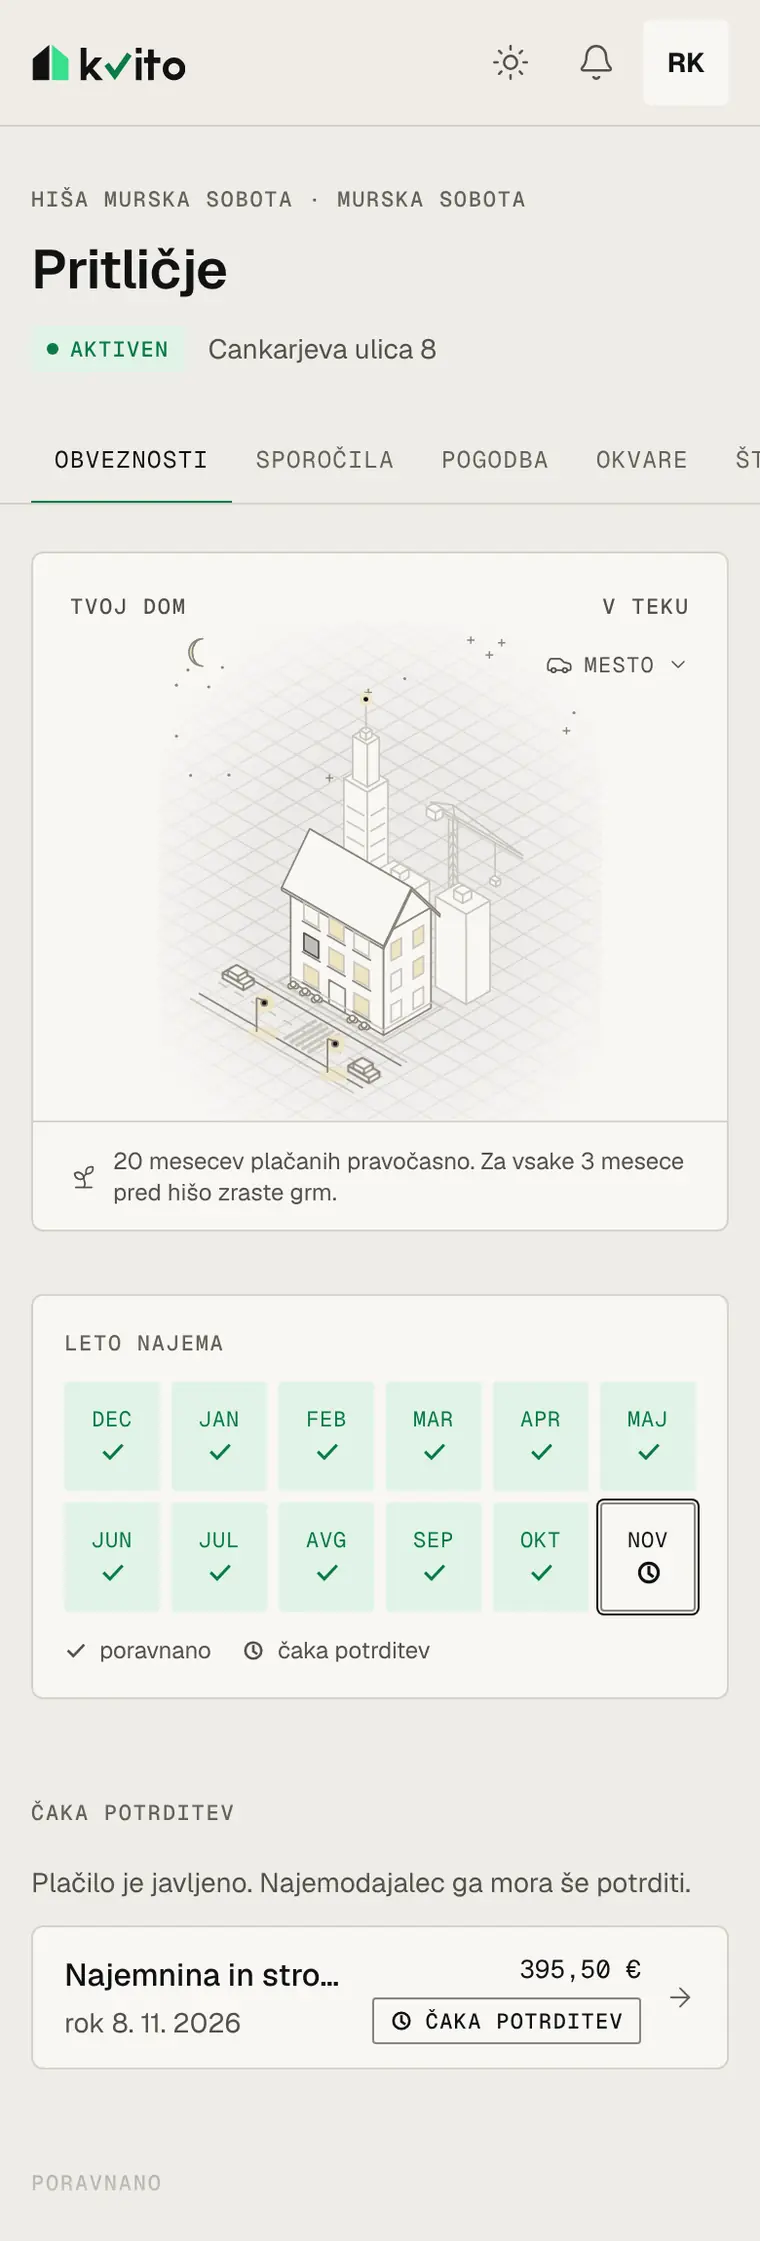 kvito
RK
HIŠA MURSKA SOBOTA · MURSKA SOBOTA
Pritličje
AKTIVEN
Cankarjeva ulica 8
OBVEZNOSTI
SPOROČILA
POGODBA
OKVARE
ŠT
TVOJ DOM
V TEKU
MESTO
20 mesecev plačanih pravočasno. Za vsake 3 mesece
pred hišo zraste grm.
LETO NAJEMA
DEC
JAN
FEB
MAR
APR
MAJ
JUN
JUL
AVG
SEP
OKT
NOV
poravnano
čaka potrditev
ČAKA POTRDITEV
Plačilo je javljeno. Najemodajalec ga mora še potrditi.
Najemnina in stro…
395,50 €
rok 8. 11. 2026
ČAKA POTRDITEV
PORAVNANO